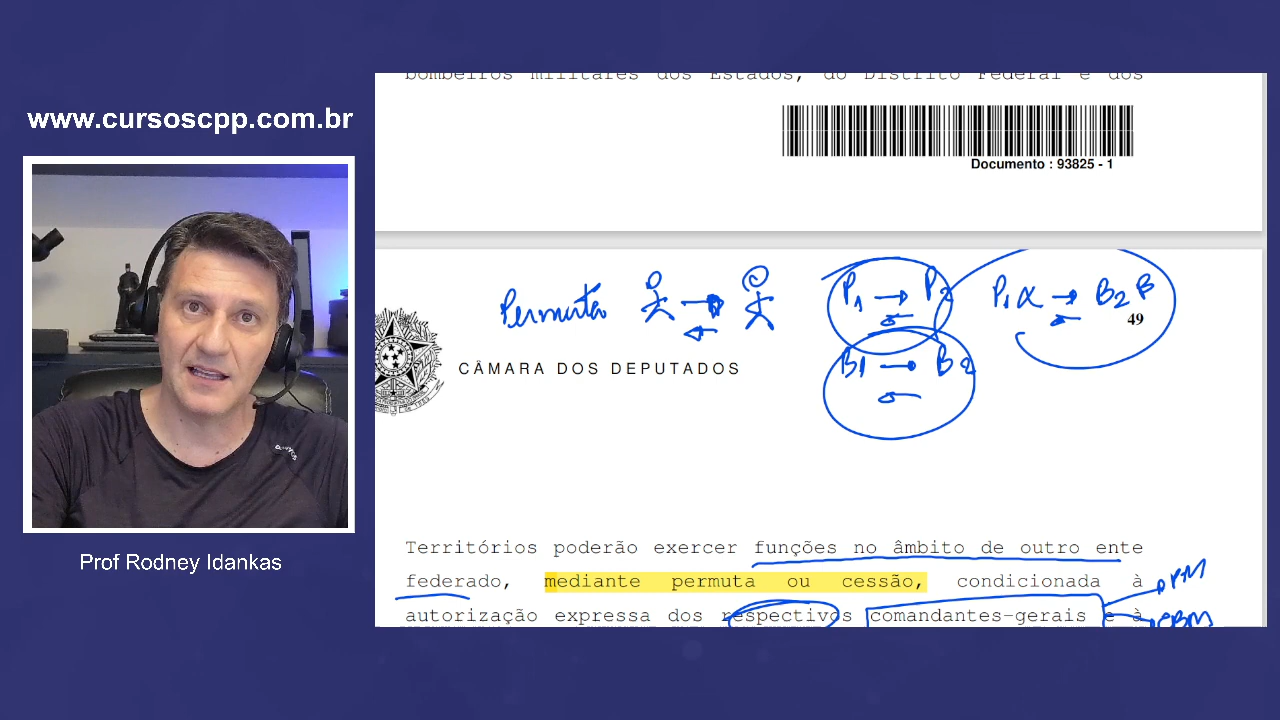 www.cursoscpp.com.br
Prof Rodney Idankas
bombeiros militares dos Estados, do Distrito Federal e dos
Documento : 93825 - 1
Permuta
P1 → P2
P1 α → B2 β
49
B1 → B2
CÂMARA DOS DEPUTADOS
Territórios poderão exercer funções no âmbito de outro ente
federado, mediante permuta ou cessão, condicionada à
PM
autorização expressa dos respectivos comandantes-gerais e à
CBM